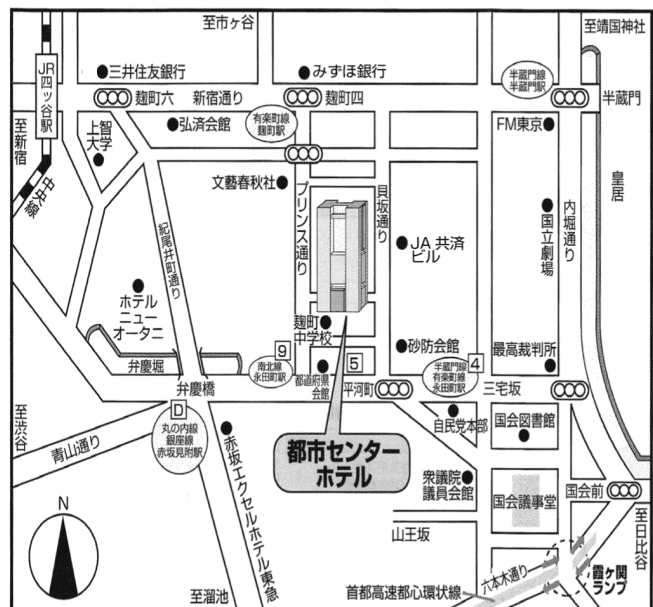 至市ヶ谷
至靖国神社
JR四ッ谷駅
三井住友銀行
みずほ銀行
半蔵門線
半蔵門駅
麹町六
新宿通り
麹町四
半蔵門
至新宿
上智
大学
弘済会館
有楽町線
麹町駅
FM東京
中央線
文藝春秋社
プリンス通り
貝坂通り
皇居
紀尾井町通り
JA 共済
ビル
国立劇場
内堀通り
ホテル
ニュー
オータニ
麹町
中学校
砂防会館
最高裁判所
弁慶堀
9
南北線
永田町駅
都道府県
会館
5
半蔵門線
有楽町線
永田町駅
4
弁慶橋
平河町
三宅坂
至渋谷
青山通り
D
丸の内線
銀座線
赤坂見附駅
自民党本部
国会図書館
都市センター
ホテル
赤坂エクセルホテル東急
衆議院
議員会館
国会議事堂
国会前
N
山王坂
至日比谷
六本木通り
霞ヶ関
ランプ
至溜池
首都高速都心環状線